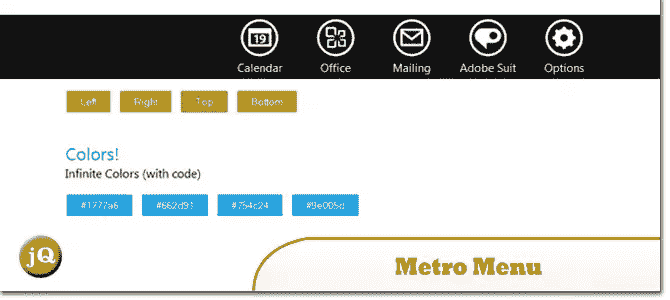 19
Calendar Office Mailing Adobe Suit Options
Left Right Top Bottom
Colors!
Infinite Colors (with code)
#1777a6 #662d91 #754c24 #9e005d
jQ Metro Menu